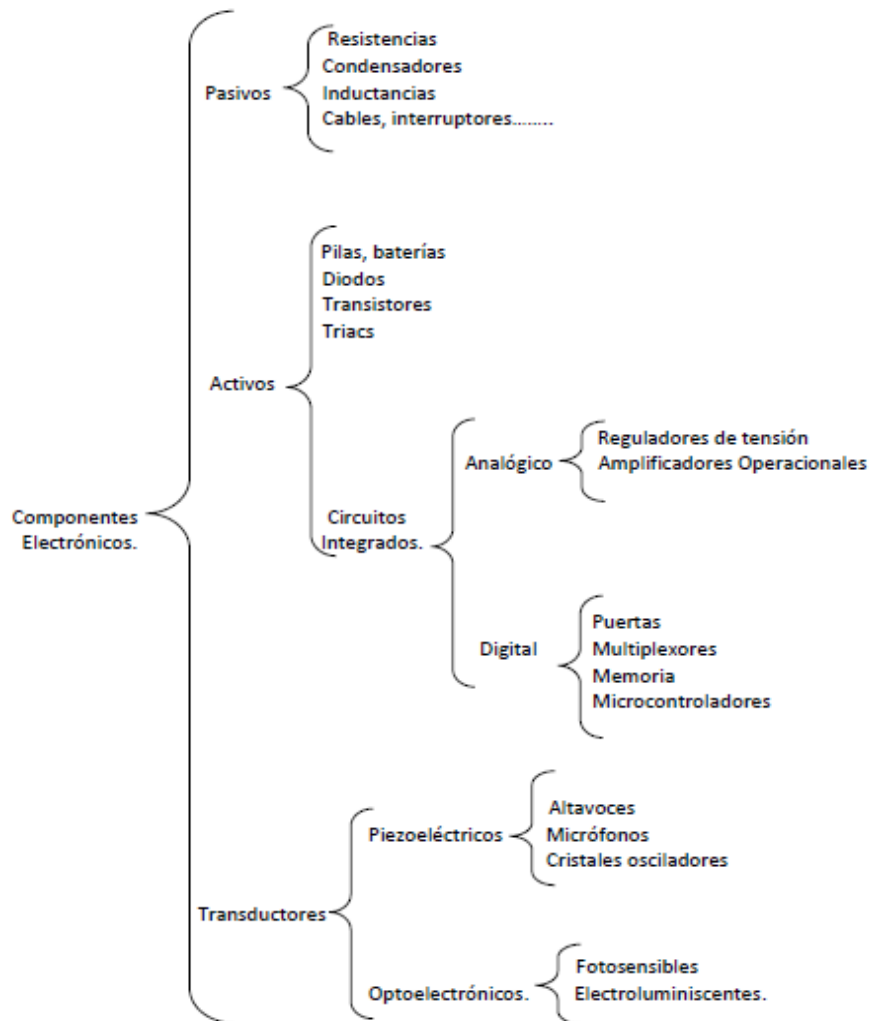 Componentes
Electrónicos.
Pasivos
Resistencias
Condensadores
Inductancias
Cables, interruptores........
Activos
Pilas, baterías
Diodos
Transistores
Triacs
Circuitos
Integrados.
Analógico
Reguladores de tensión
Amplificadores Operacionales
Digital
Puertas
Multiplexores
Memoria
Microcontroladores
Transductores
Piezoeléctricos
Altavoces
Micrófonos
Cristales osciladores
Optoelectrónicos.
Fotosensibles
Electroluminiscentes.